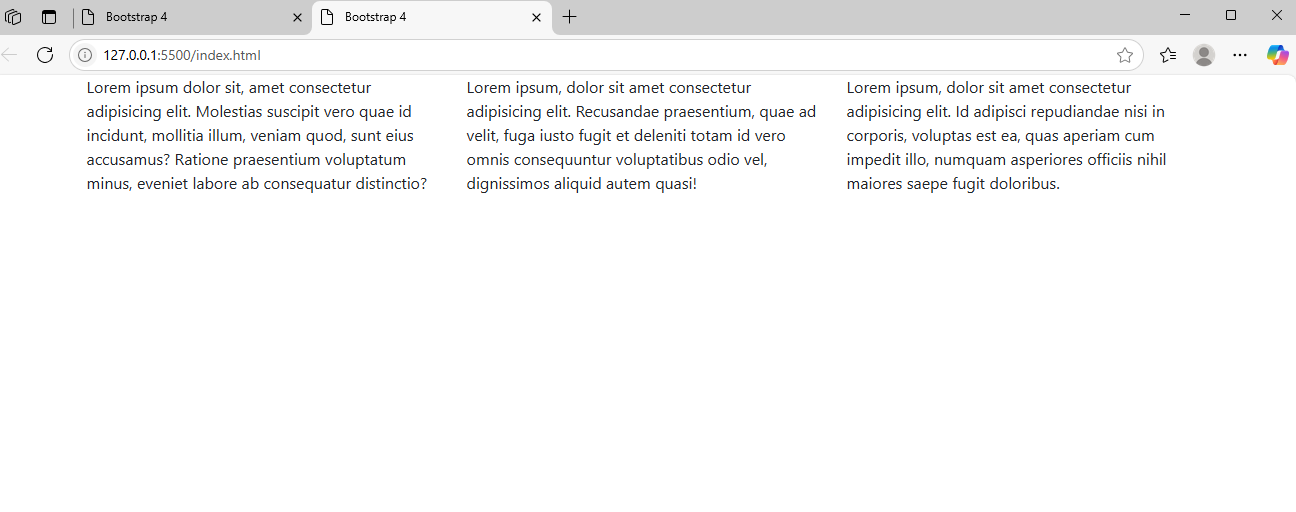 Bootstrap 4
Bootstrap 4
127.0.0.1:5500/index.html
Lorem ipsum dolor sit, amet consectetur
adipisicing elit. Molestias suscipit vero quae id
incidunt, mollitia illum, veniam quod, sunt eius
accusamus? Ratione praesentium voluptatum
minus, eveniet labore ab consequatur distinctio?
Lorem ipsum, dolor sit amet consectetur
adipisicing elit. Recusandae praesentium, quae ad
velit, fuga iusto fugit et deleniti totam id vero
omnis consequuntur voluptatibus odio vel,
dignissimos aliquid autem quasi!
Lorem ipsum, dolor sit amet consectetur
adipisicing elit. Id adipisci repudiandae nisi in
corporis, voluptas est ea, quas aperiam cum
impedit illo, numquam asperiores officiis nihil
maiores saepe fugit doloribus.